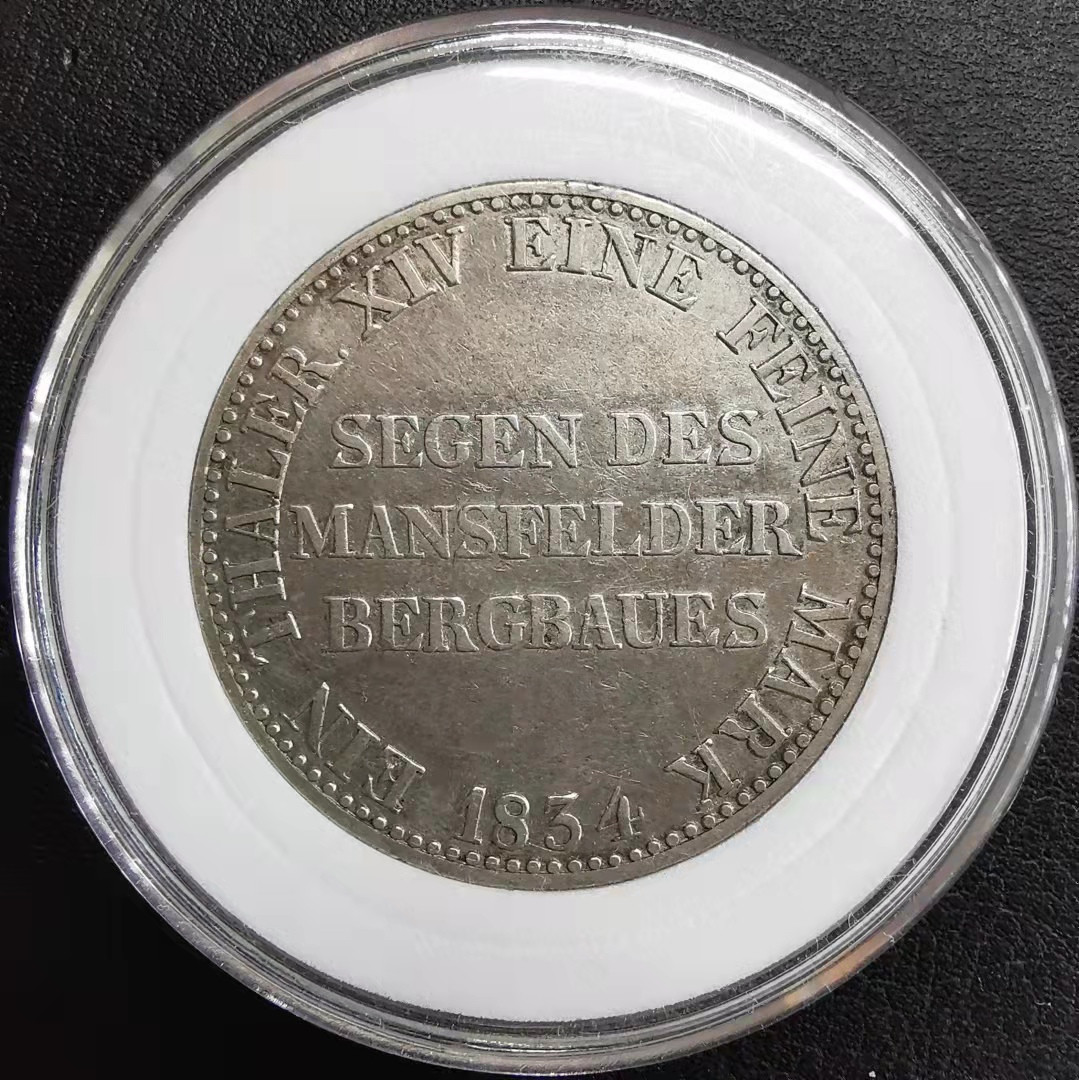 EIN THALER. XIV EINE FEINE MARK
SEGEN DES
MANSFELDER
BERGBAUES
1834